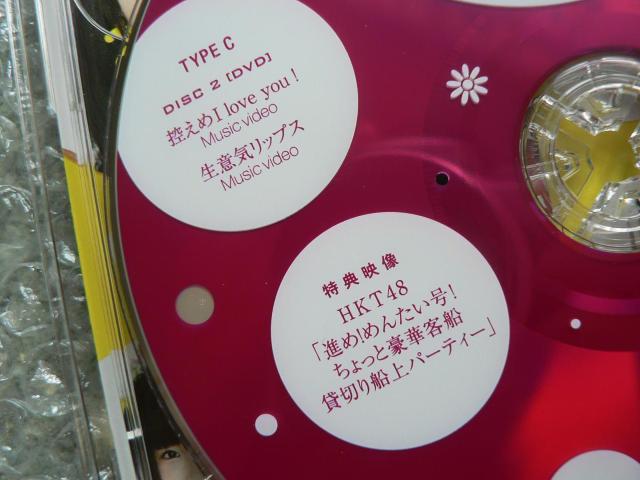 TYPE C
DISC 2 [DVD]
控えめI love you !
Music video
生意気リップス
Music video
特典映像
HKT48
「進め!めんたい号!
ちょっと豪華客船
貸切り船上パーティー」